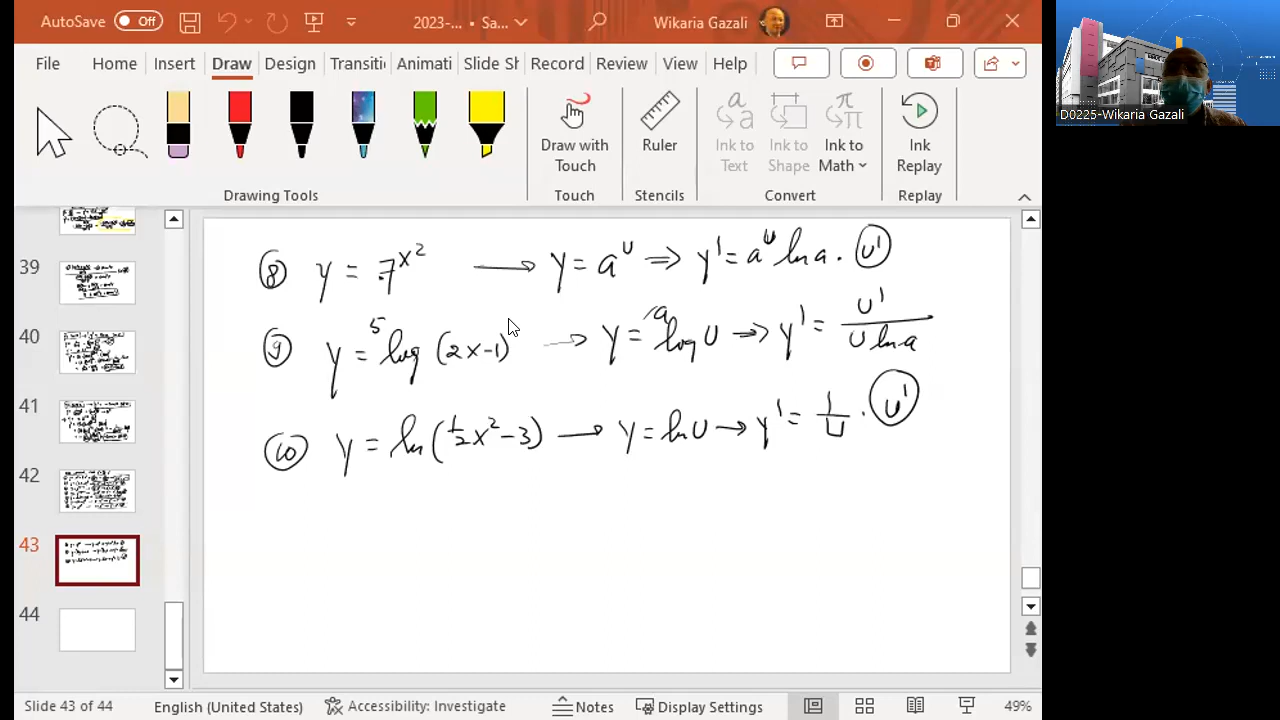 AutoSave Off 2023-... • Sa... Wikaria Gazali
File Home Insert Draw Design Transiti Animati Slide Sh Record Review View Help
Draw with Touch
Ruler
Ink to Text
Ink to Shape
Ink to Math
Ink Replay
Drawing Tools Touch Stencils Convert Replay
D0225-Wikaria Gazali
39
40
41
42
43
44
⑧ y = 7^x² → y = a^u ⇒ y' = a^u ln a . u'
⑨ y = ⁵log (2x-1) → y = ᵃlog u → y' = u' / (u ln a)
⑩ y = ln (1/2 x² - 3) → y = ln u → y' = 1/u . u'
Slide 43 of 44 English (United States) Accessibility: Investigate Notes Display Settings 49%